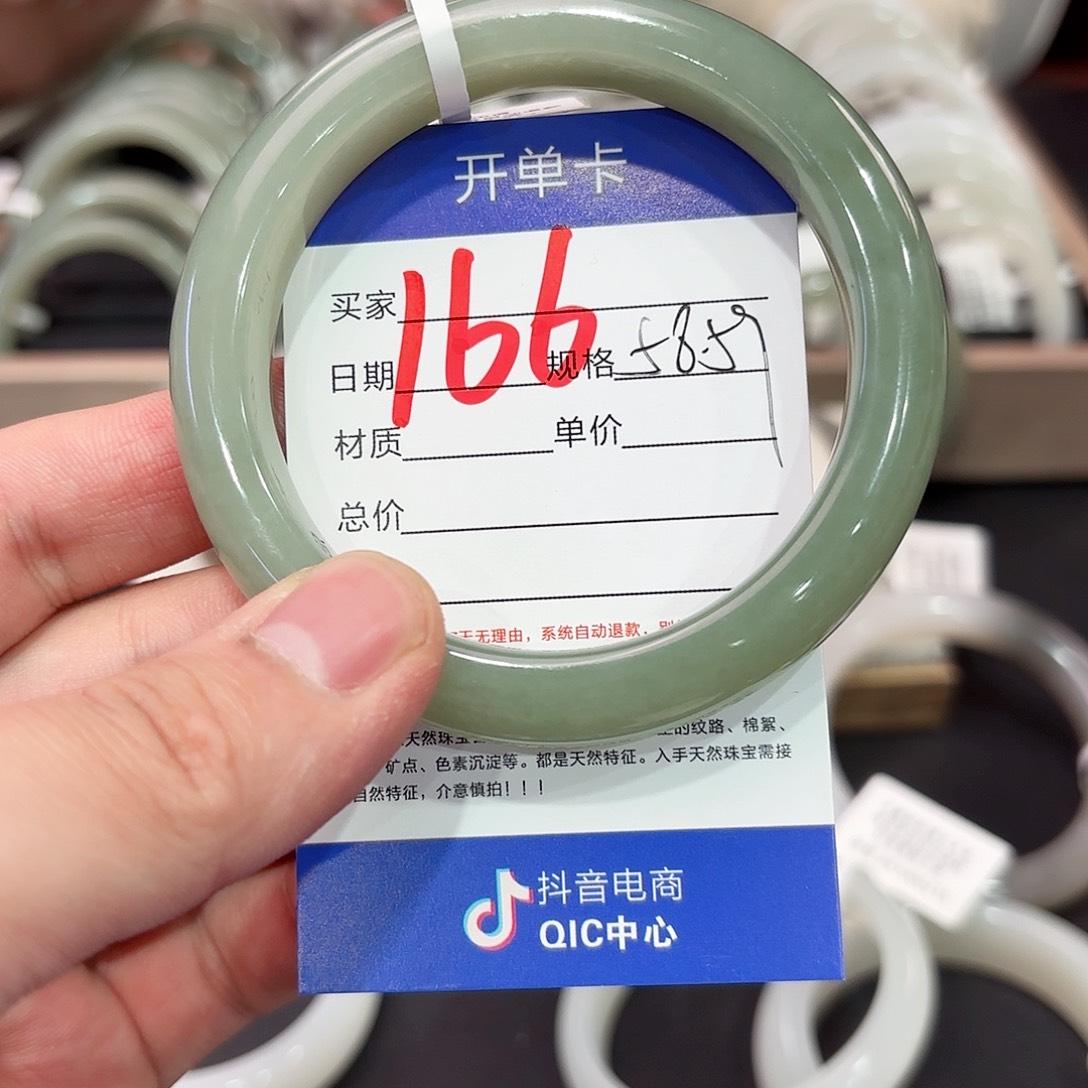 开单卡
166
买家
日期 规格 58.59
材质 单价
总价
天无理由，系统自动退款，别
天然珠宝 的纹路、棉絮、
矿点、色素沉淀等。都是天然特征。入手天然珠宝需接
自然特征，介意慎拍！！！
抖音电商
QIC中心